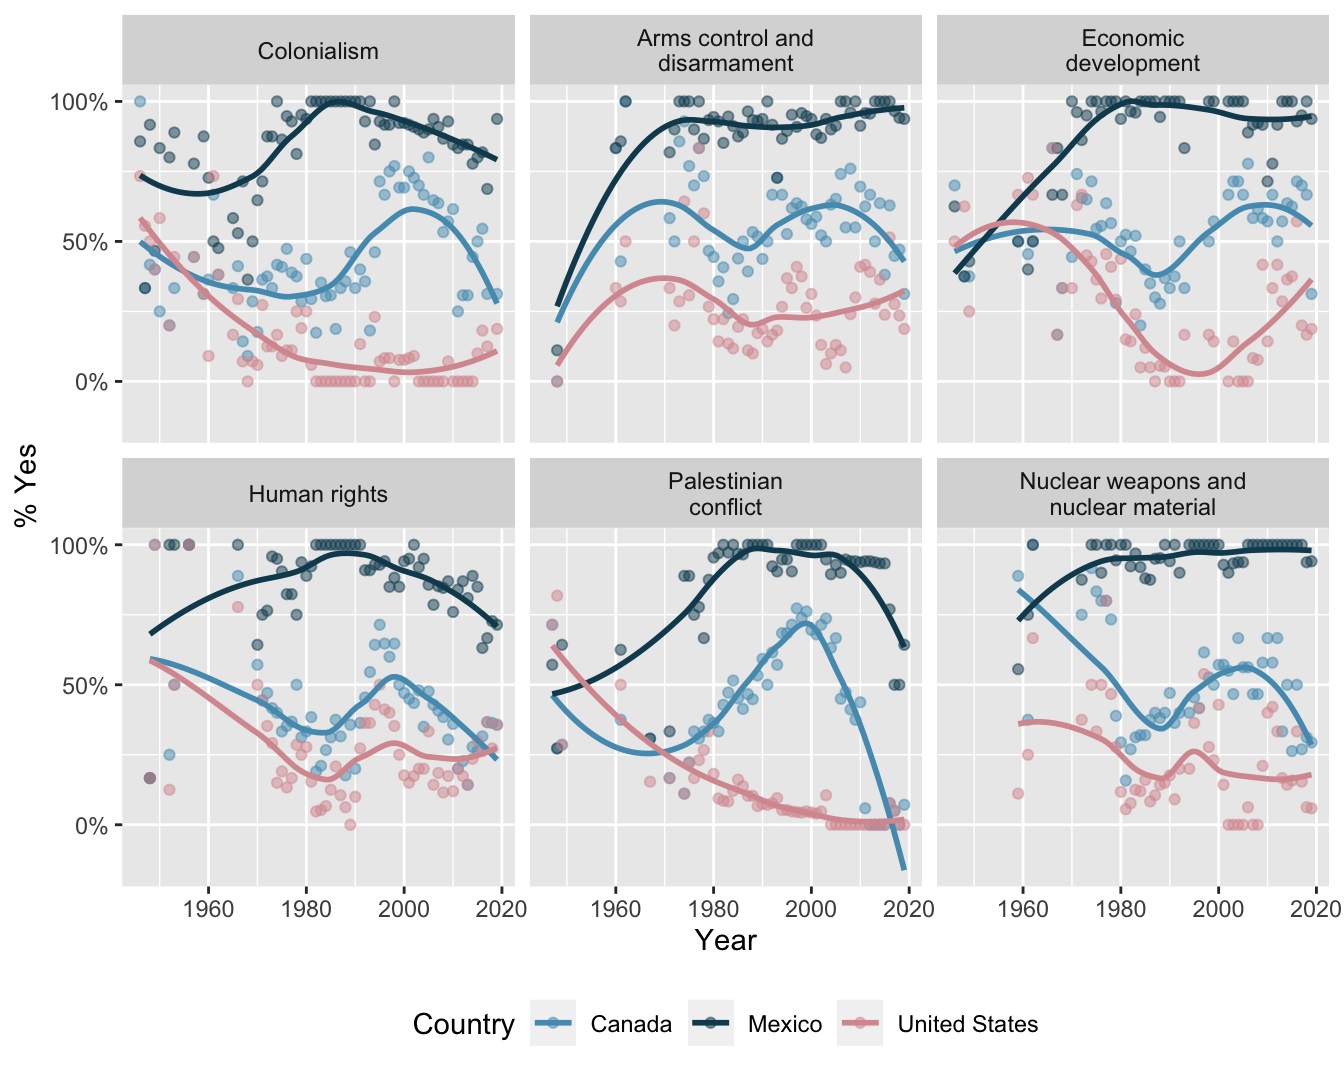 Colonialism
Arms control and
disarmament
Economic
development
100%
50%
0%
Human rights
Palestinian
conflict
Nuclear weapons and
nuclear material
100%
50%
0%
% Yes
1960 1980 2000 2020
1960 1980 2000 2020
1960 1980 2000 2020
Year
Country Canada Mexico United States